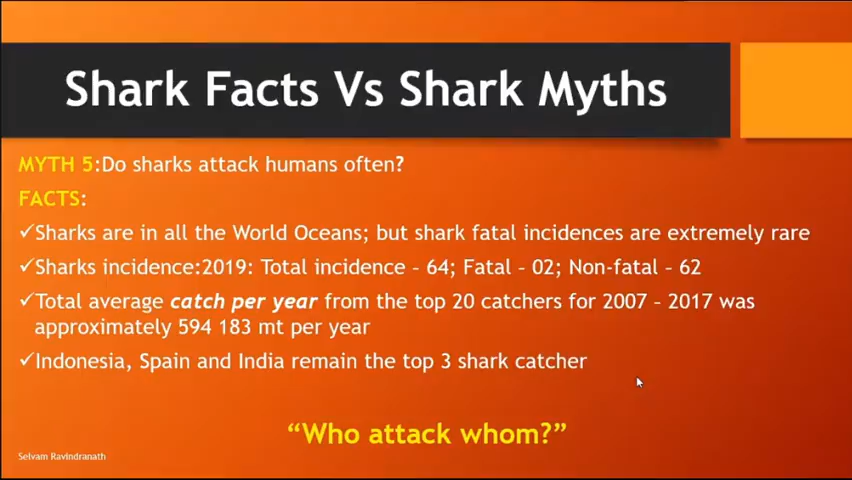 Shark Facts Vs Shark Myths
MYTH 5:Do sharks attack humans often?
FACTS:
✓Sharks are in all the World Oceans; but shark fatal incidences are extremely rare
✓Sharks incidence:2019: Total incidence – 64; Fatal – 02; Non-fatal – 62
✓Total average catch per year from the top 20 catchers for 2007 – 2017 was
approximately 594 183 mt per year
✓Indonesia, Spain and India remain the top 3 shark catcher
“Who attack whom?”
Selvam Ravindranath